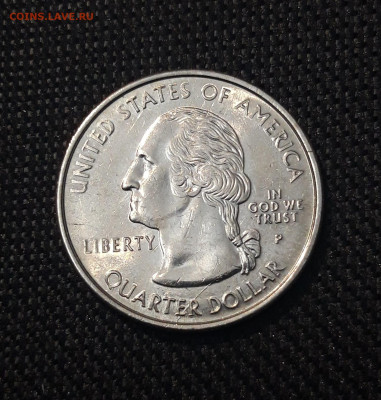 COINS.LAVE.RU
UNITED STATES OF AMERICA
LIBERTY
IN
GOD WE
TRUST
P
QUARTER DOLLAR